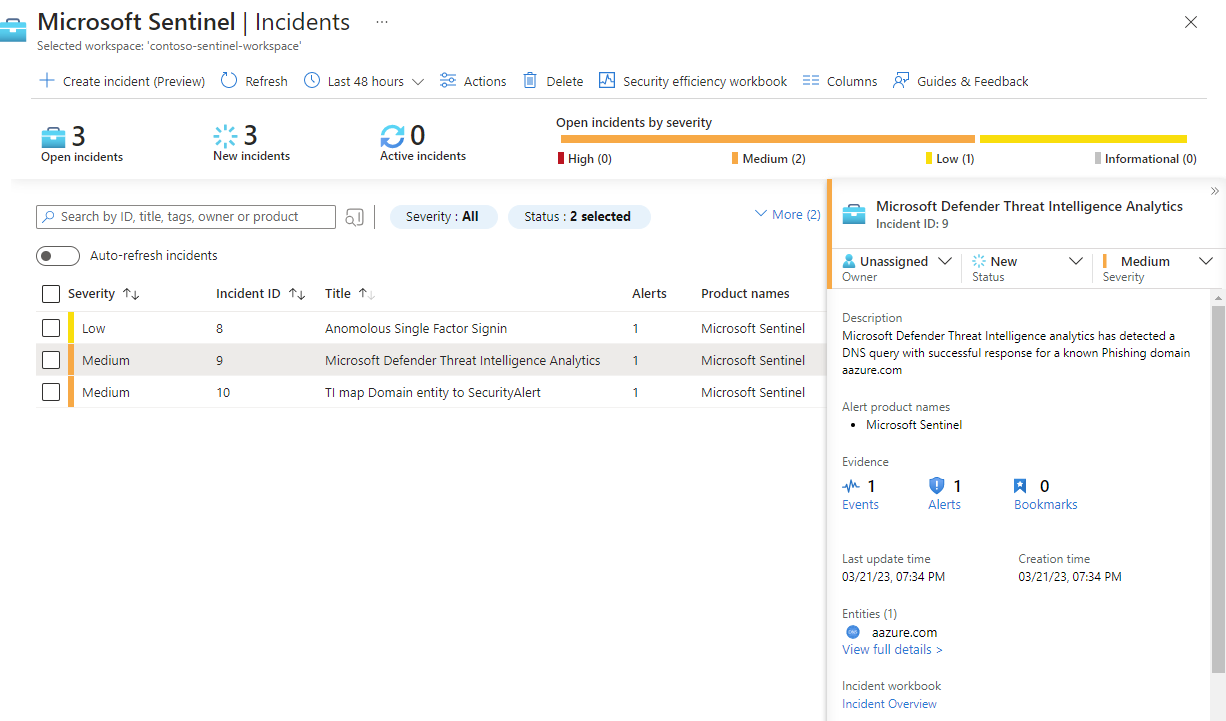 Microsoft Sentinel | Incidents ...
Selected workspace: 'contoso-sentinel-workspace'
Create incident (Preview) Refresh Last 48 hours Actions Delete Security efficiency workbook Columns Guides & Feedback
3
Open incidents
3
New incidents
0
Active incidents
Open incidents by severity
High (0) Medium (2) Low (1) Informational (0)
Search by ID, title, tags, owner or product
Severity : All
Status : 2 selected
More (2)
Auto-refresh incidents
Severity Incident ID Title Alerts Product names
Low 8 Anomolous Single Factor Signin 1 Microsoft Sentinel
Medium 9 Microsoft Defender Threat Intelligence Analytics 1 Microsoft Sentinel
Medium 10 TI map Domain entity to SecurityAlert 1 Microsoft Sentinel
Microsoft Defender Threat Intelligence Analytics
Incident ID: 9
Unassigned New Medium
Owner Status Severity
Description
Microsoft Defender Threat Intelligence analytics has detected a
DNS query with successful response for a known Phishing domain
aazure.com
Alert product names
• Microsoft Sentinel
Evidence
1 1 0
Events Alerts Bookmarks
Last update time Creation time
03/21/23, 07:34 PM 03/21/23, 07:34 PM
Entities (1)
aazure.com
View full details >
Incident workbook
Incident Overview